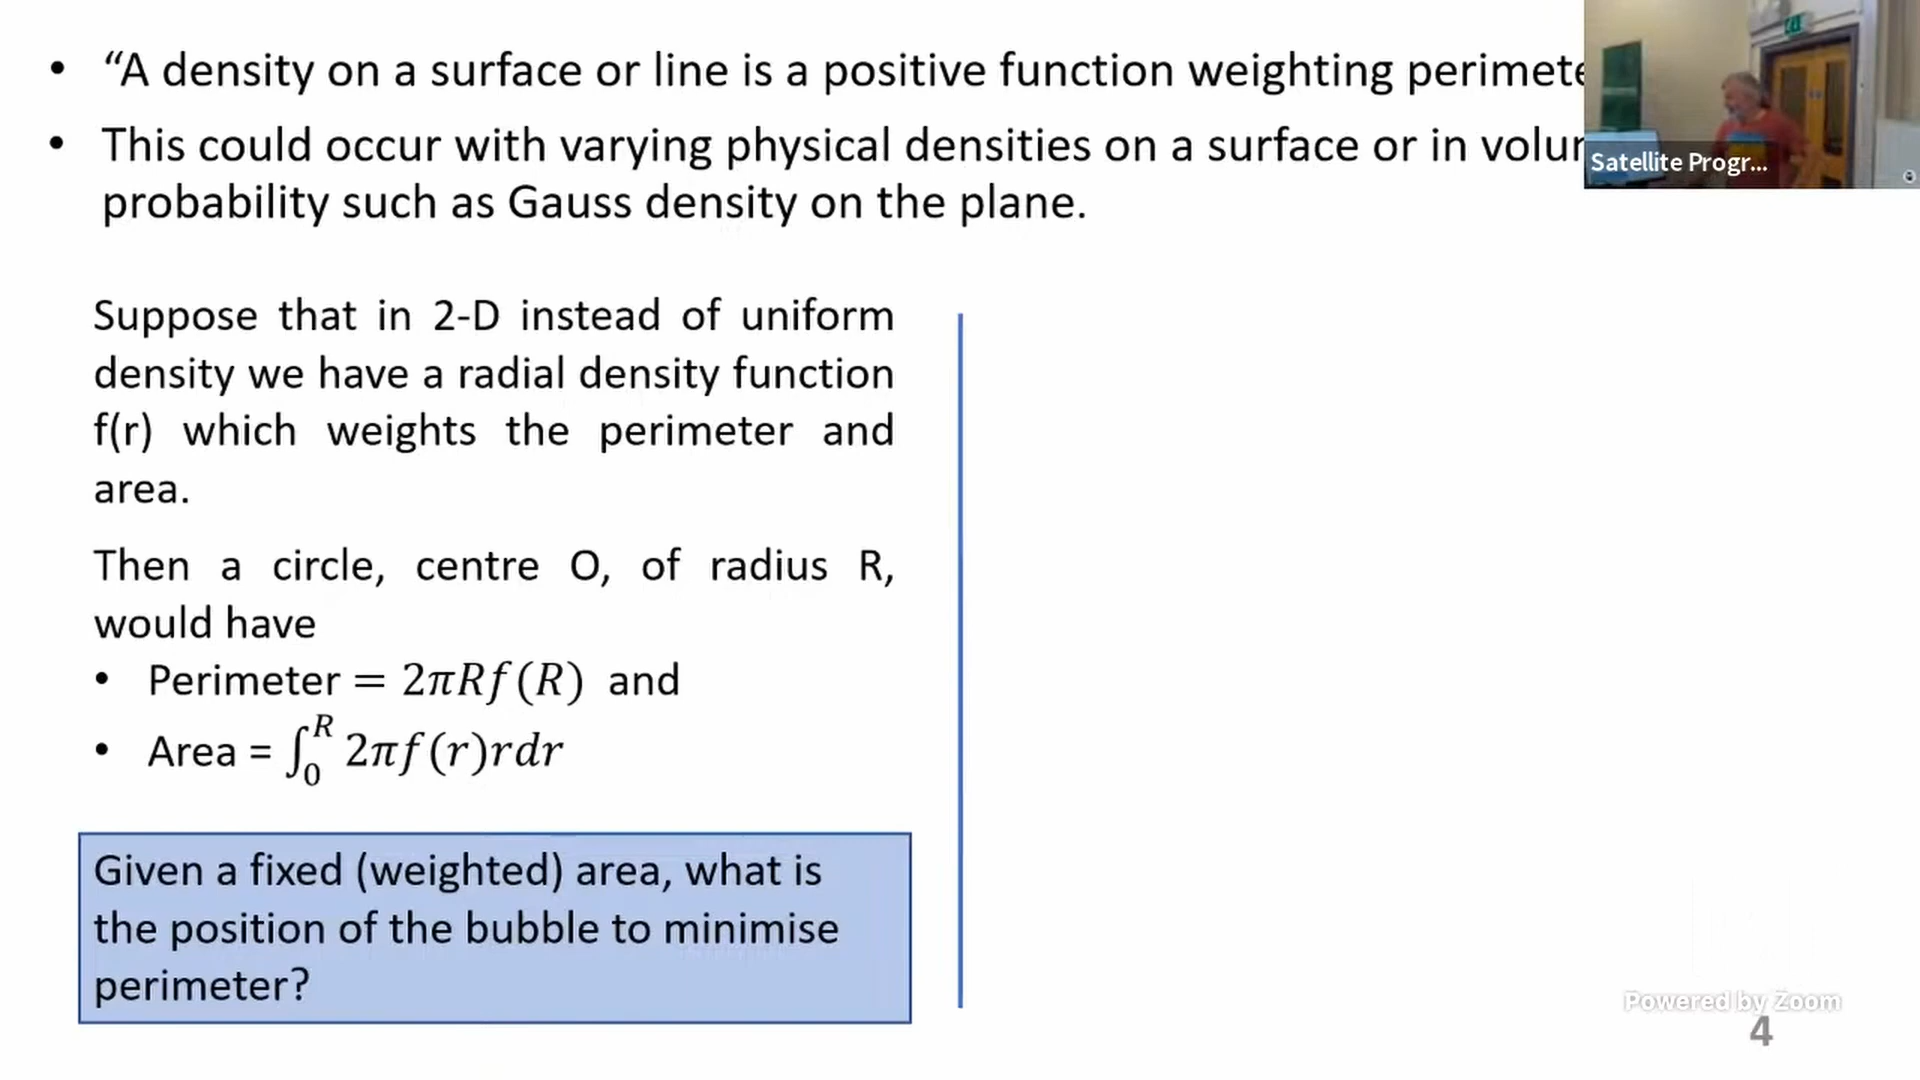 • “A density on a surface or line is a positive function weighting
• This could occur with varying physical densities on a surface or in
probability such as Gauss density on the plane.
Satellite Progr...
Suppose that in 2-D instead of uniform
density we have a radial density function
f(r) which weights the perimeter and
area.
Then a circle, centre O, of radius R,
would have
• Perimeter = 2πRf(R) and
• Area = ∫₀ᴿ 2πf(r)rdr
Given a fixed (weighted) area, what is
the position of the bubble to minimise
perimeter?
Powered by Zoom
4